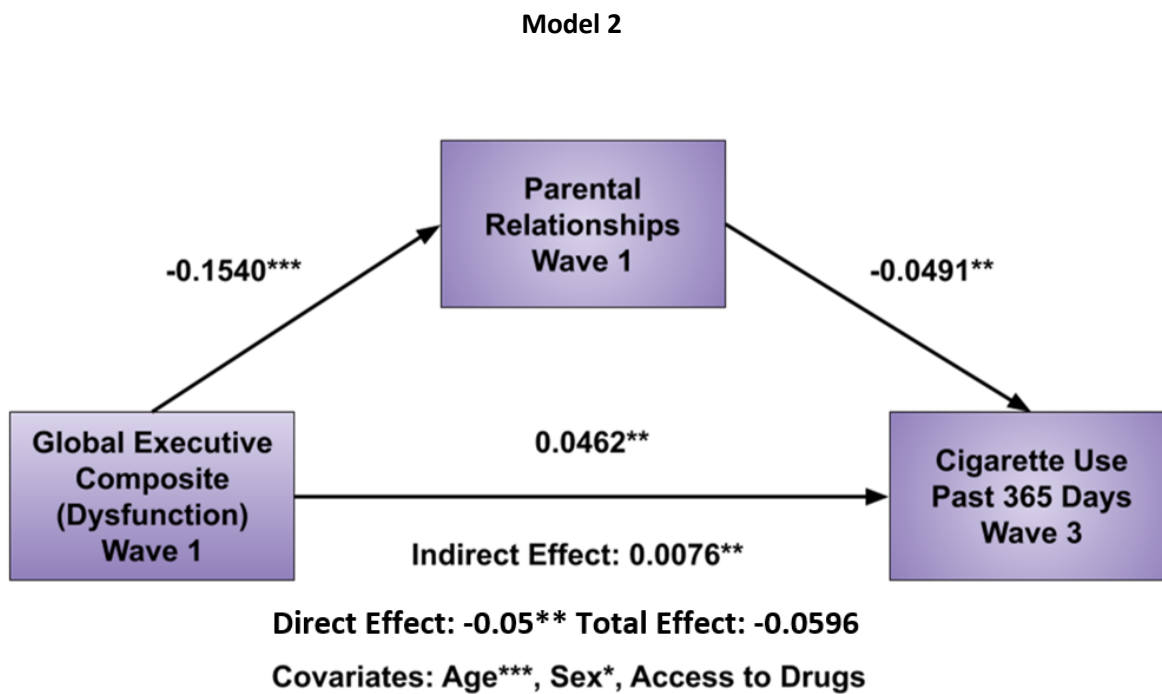 Model 2
Parental
Relationships
Wave 1
-0.1540***
-0.0491**
Global Executive
Composite
(Dysfunction)
Wave 1
0.0462**
Cigarette Use
Past 365 Days
Wave 3
Indirect Effect: 0.0076**
Direct Effect: -0.05** Total Effect: -0.0596
Covariates: Age***, Sex*, Access to Drugs